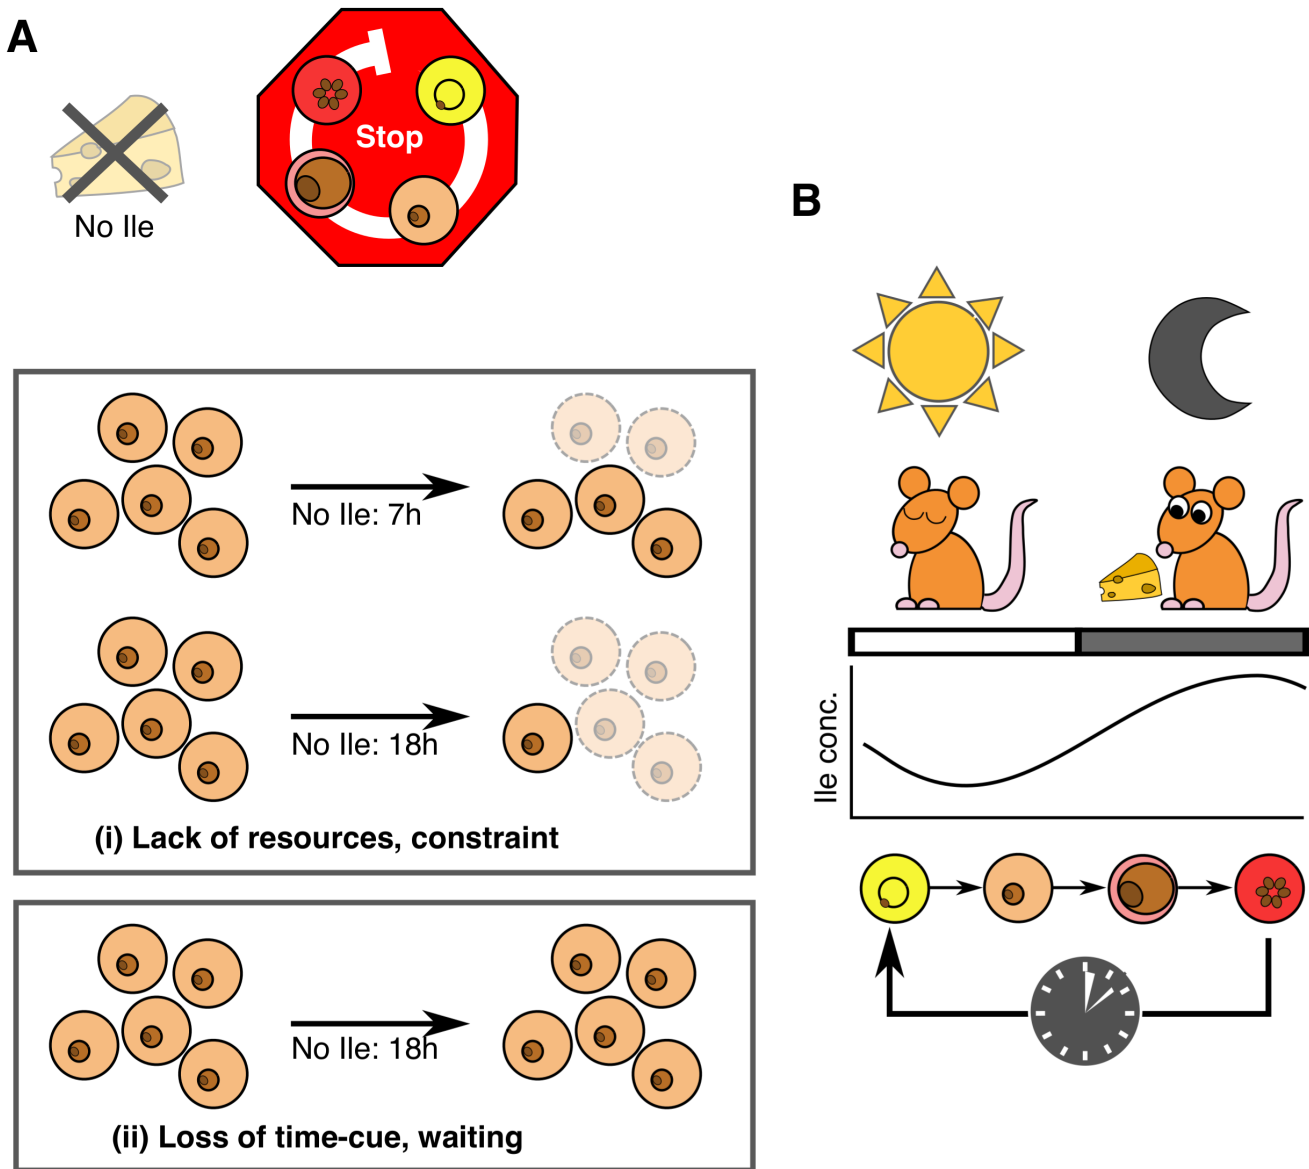 A
Stop
No Ile
B
No Ile: 7h
No Ile: 18h
(i) Lack of resources, constraint
Ile conc.
No Ile: 18h
(ii) Loss of time-cue, waiting